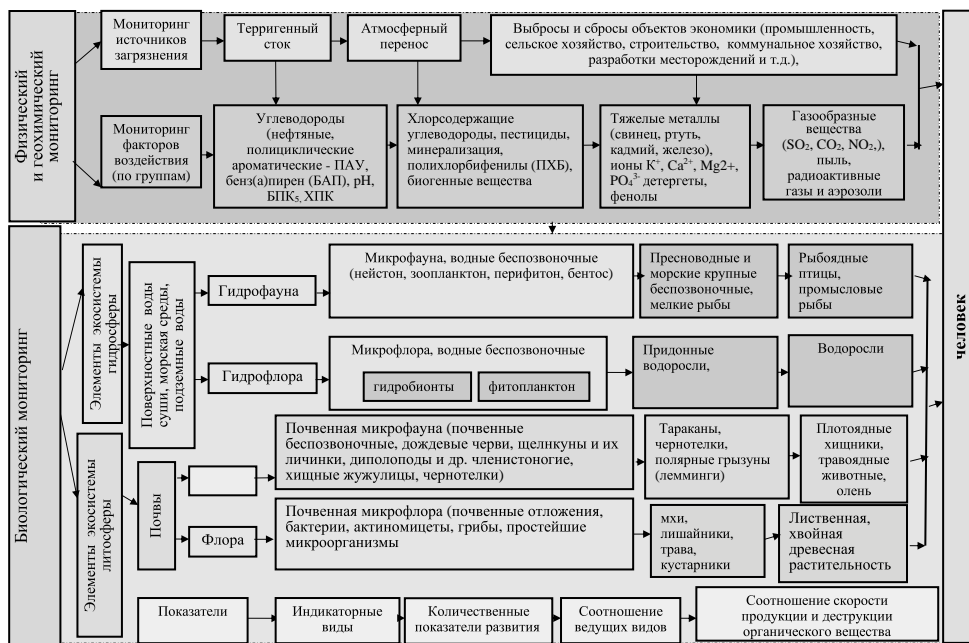 Физический
и геохимический
мониторинг
Мониторинг
источников
загрязнения
Терригенный
сток
Атмосферный
перенос
Выбросы и сбросы объектов экономики (промышленность,
сельское хозяйство, строительство, коммунальное хозяйство,
разработки месторождений и т.д.),
Мониторинг
факторов
воздействия
(по группам)
Углеводороды
(нефтяные,
полициклические
ароматические - ПАУ,
бенз(а)пирен (БАП), pH,
БПК₅, ХПК
Хлорсодержащие
углеводороды, пестициды,
минерализация,
полихлорбифенилы (ПХБ),
биогенные вещества
Тяжелые металлы
(свинец, ртуть,
кадмий, железо),
ионы K⁺, Ca²⁺, Mg2+,
PO₄³⁻ детергеты,
фенолы
Газообразные
вещества
(SO₂, CO₂, NO₂,),
пыль,
радиоактивные
газы и аэрозоли
человек
Биологический мониторинг
Элементы экосистемы
гидросферы
Поверхностные воды
суши, морская среды,
подземные воды
Гидрофауна
Микрофауна, водные беспозвоночные
(нейстон, зоопланктон, перифитон, бентос)
Пресноводные и
морские крупные
беспозвоночные,
мелкие рыбы
Рыбоядные
птицы,
промысловые
рыбы
Гидрофлора
Микрофлора, водные беспозвоночные
гидробионты
фитопланктон
Придонные
водоросли,
Водоросли
Элементы экосистемы
литосферы
Почвы
Почвенная микрофауна (почвенные
беспозвоночные, дождевые черви, щелкнуны и их
личинки, диполоподы и др. членистоногие,
хищные жужулицы, чернотелки)
Тараканы,
чернотелки,
полярные грызуны
(лемминги)
Плотоядные
хищники,
травоядные
животные,
олень
Флора
Почвенная микрофлора (почвенные отложения,
бактерии, актиномицеты, грибы, простейшие
микроорганизмы
мхи,
лишайники,
трава,
кустарники
Лиственная,
хвойная
древесная
растительность
Показатели
Индикаторные
виды
Количественные
показатели развития
Соотношение
ведущих видов
Соотношение скорости
продукции и деструкции
органического вещества